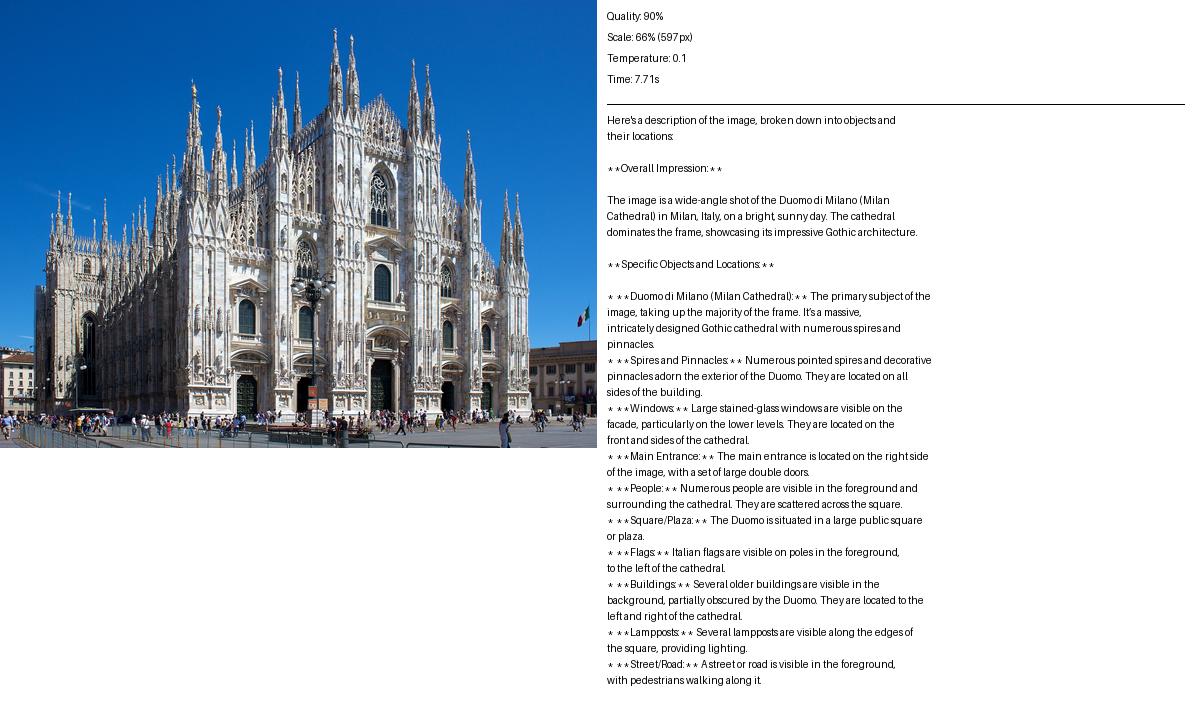 Quality: 90%
Scale: 66% (597px)
Temperature: 0.1
Time: 7.71s
Here's a description of the image, broken down into objects and
their locations:
**Overall Impression:**
The image is a wide-angle shot of the Duomo di Milano (Milan
Cathedral) in Milan, Italy, on a bright, sunny day. The cathedral
dominates the frame, showcasing its impressive Gothic architecture.
**Specific Objects and Locations:**
* **Duomo di Milano (Milan Cathedral):** The primary subject of the
image, taking up the majority of the frame. It's a massive,
intricately designed Gothic cathedral with numerous spires and
pinnacles.
* **Spires and Pinnacles:** Numerous pointed spires and decorative
pinnacles adorn the exterior of the Duomo. They are located on all
sides of the building.
* **Windows:** Large stained-glass windows are visible on the
facade, particularly on the lower levels. They are located on the
front and sides of the cathedral.
* **Main Entrance:** The main entrance is located on the right side
of the image, with a set of large double doors.
* **People:** Numerous people are visible in the foreground and
surrounding the cathedral. They are scattered across the square.
* **Square/Plaza:** The Duomo is situated in a large public square
or plaza.
* **Flags:** Italian flags are visible on poles in the foreground,
to the left of the cathedral.
* **Buildings:** Several older buildings are visible in the
background, partially obscured by the Duomo. They are located to the
left and right of the cathedral.
* **Lampposts:** Several lampposts are visible along the edges of
the square, providing lighting.
* **Street/Road:** A street or road is visible in the foreground,
with pedestrians walking along it.